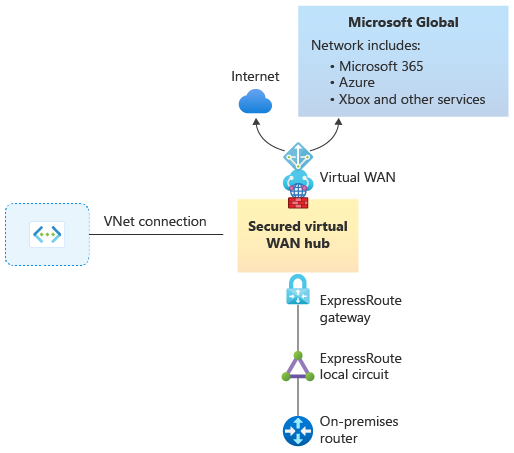 Microsoft Global
Network includes:
• Microsoft 365
• Azure
• Xbox and other services
Internet
Virtual WAN
VNet connection
Secured virtual
WAN hub
ExpressRoute
gateway
ExpressRoute
local circuit
On-premises
router